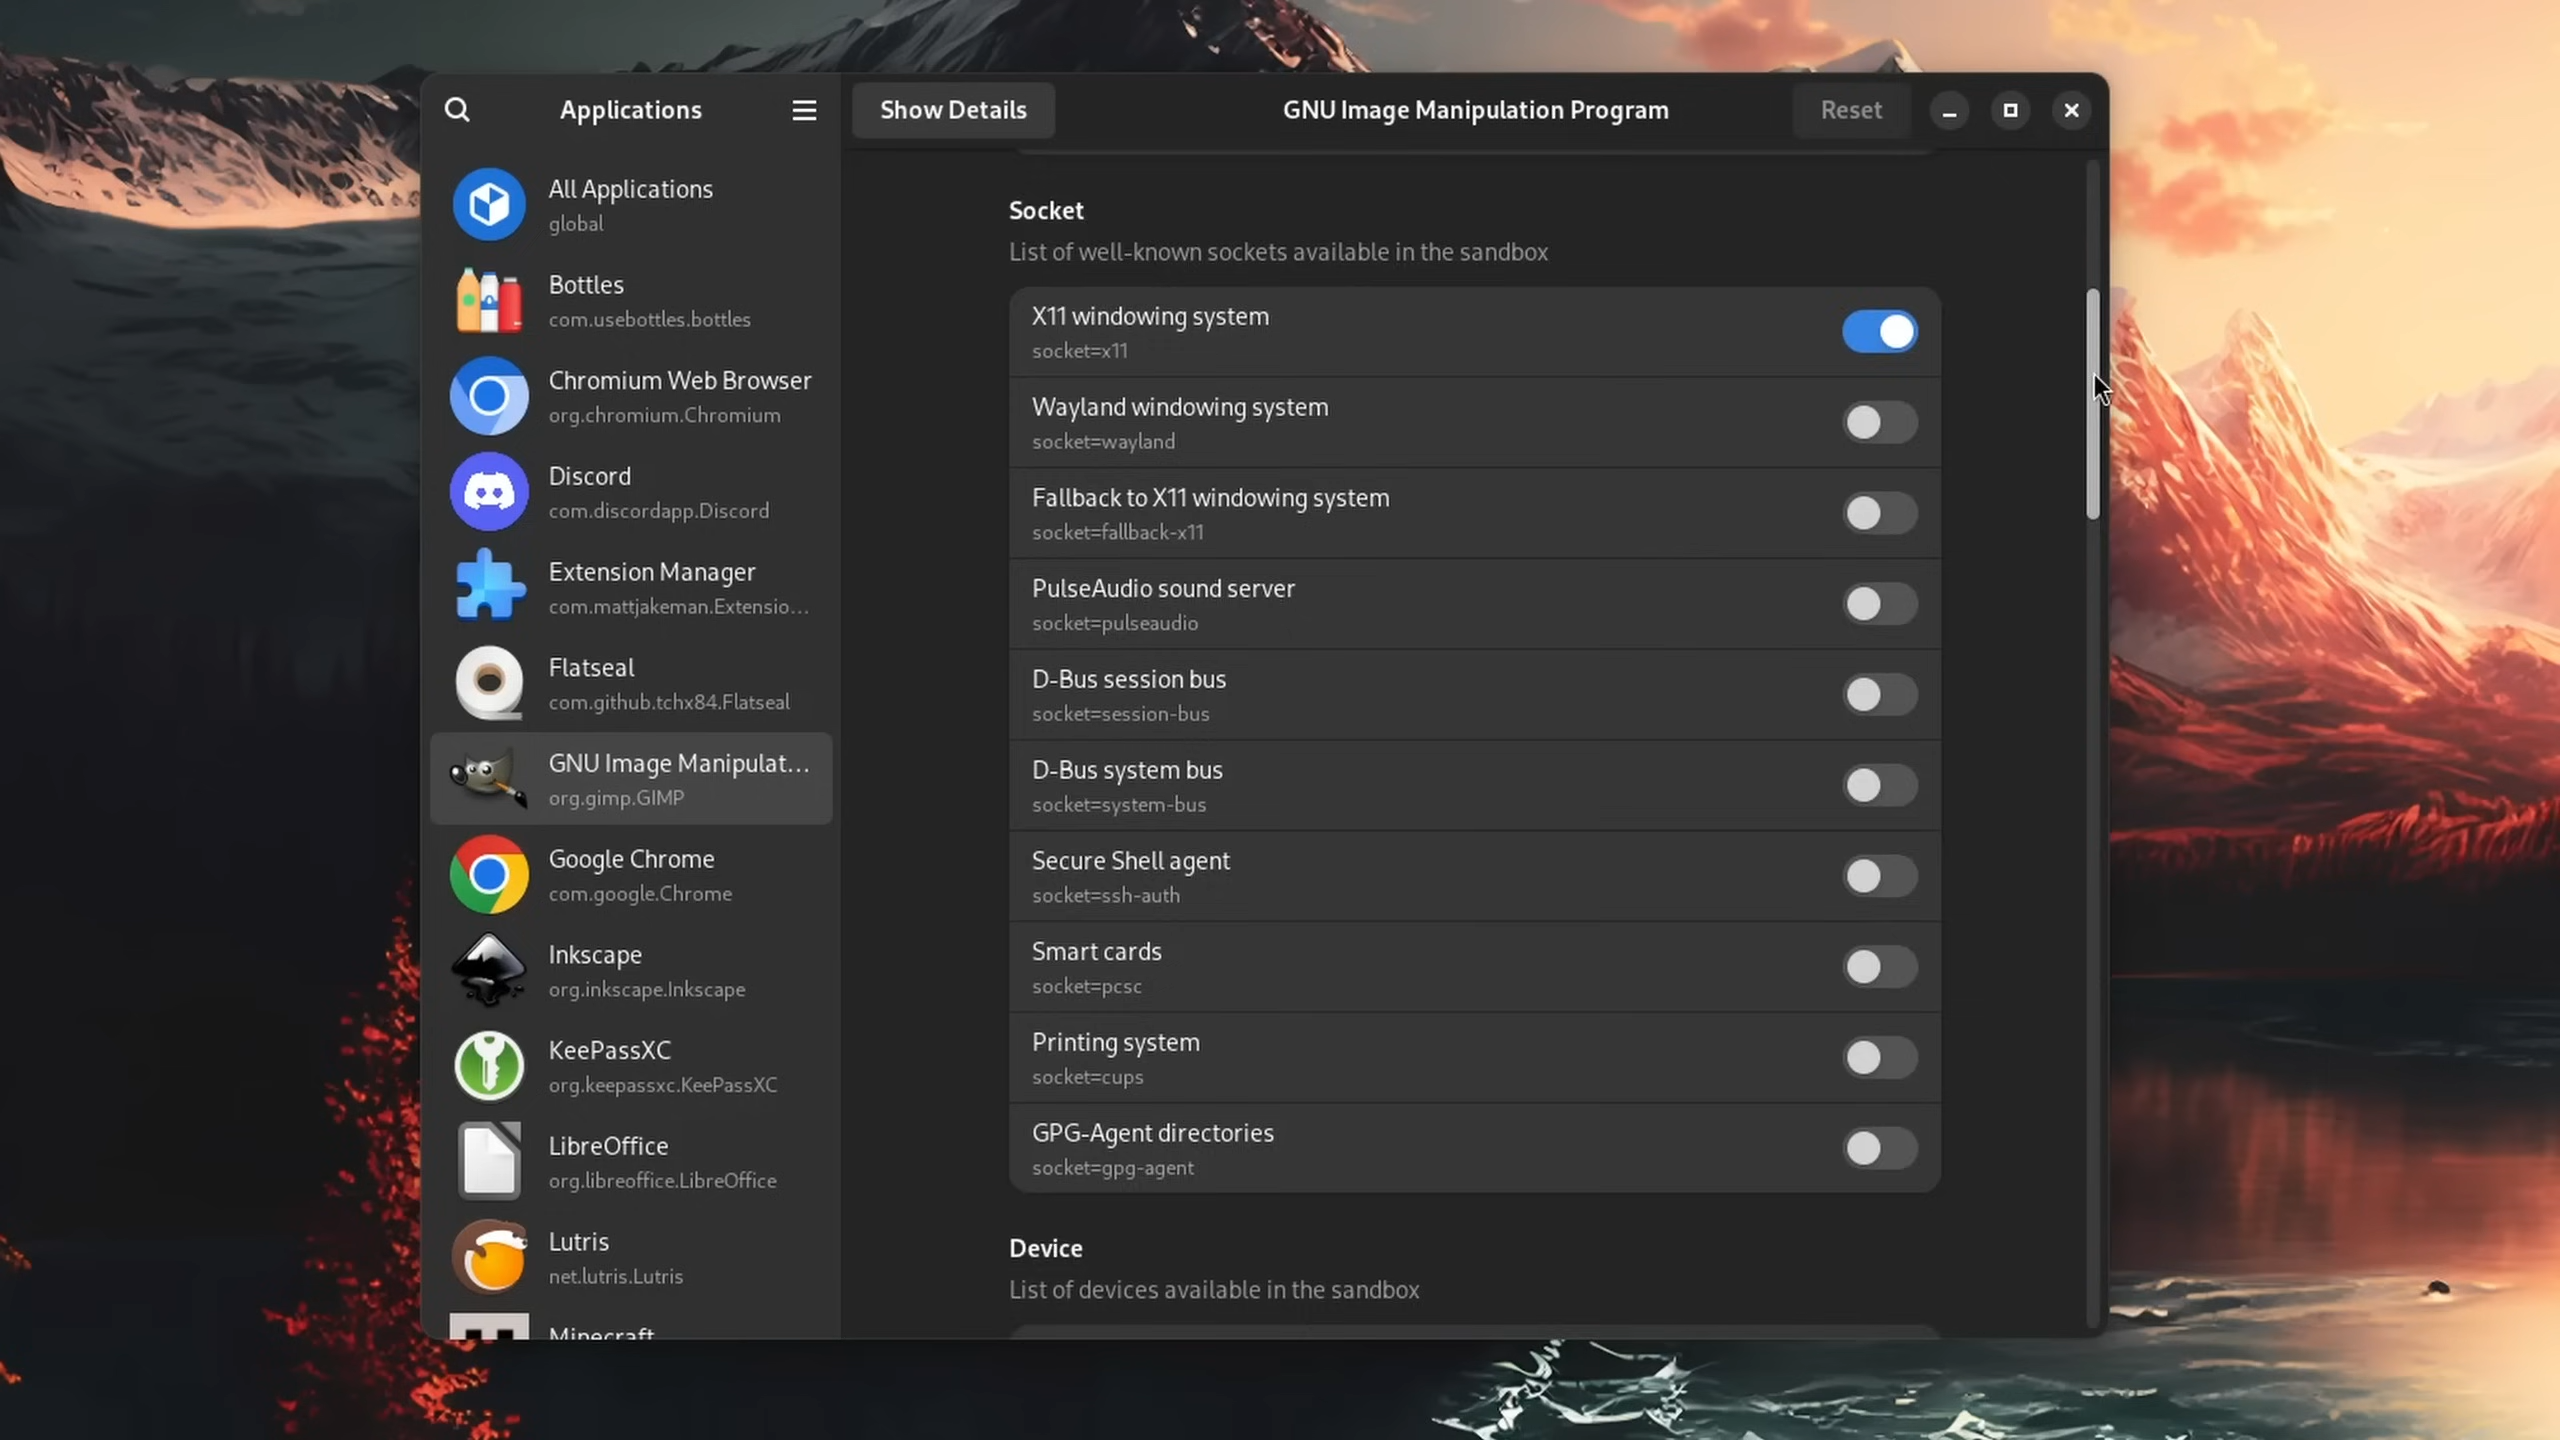 Applications
Show Details
GNU Image Manipulation Program
Reset
All Applications
global
Bottles
com.usebottles.bottles
Chromium Web Browser
org.chromium.Chromium
Discord
com.discordapp.Discord
Extension Manager
com.mattjakeman.Extensio...
Flatseal
com.github.tchx84.Flatseal
GNU Image Manipulat...
org.gimp.GIMP
Google Chrome
com.google.Chrome
Inkscape
org.inkscape.Inkscape
KeePassXC
org.keepassxc.KeePassXC
LibreOffice
org.libreoffice.LibreOffice
Lutris
net.lutris.Lutris
Minecraft
Socket
List of well-known sockets available in the sandbox
X11 windowing system
socket=x11
Wayland windowing system
socket=wayland
Fallback to X11 windowing system
socket=fallback-x11
PulseAudio sound server
socket=pulseaudio
D-Bus session bus
socket=session-bus
D-Bus system bus
socket=system-bus
Secure Shell agent
socket=ssh-auth
Smart cards
socket=pcsc
Printing system
socket=cups
GPG-Agent directories
socket=gpg-agent
Device
List of devices available in the sandbox